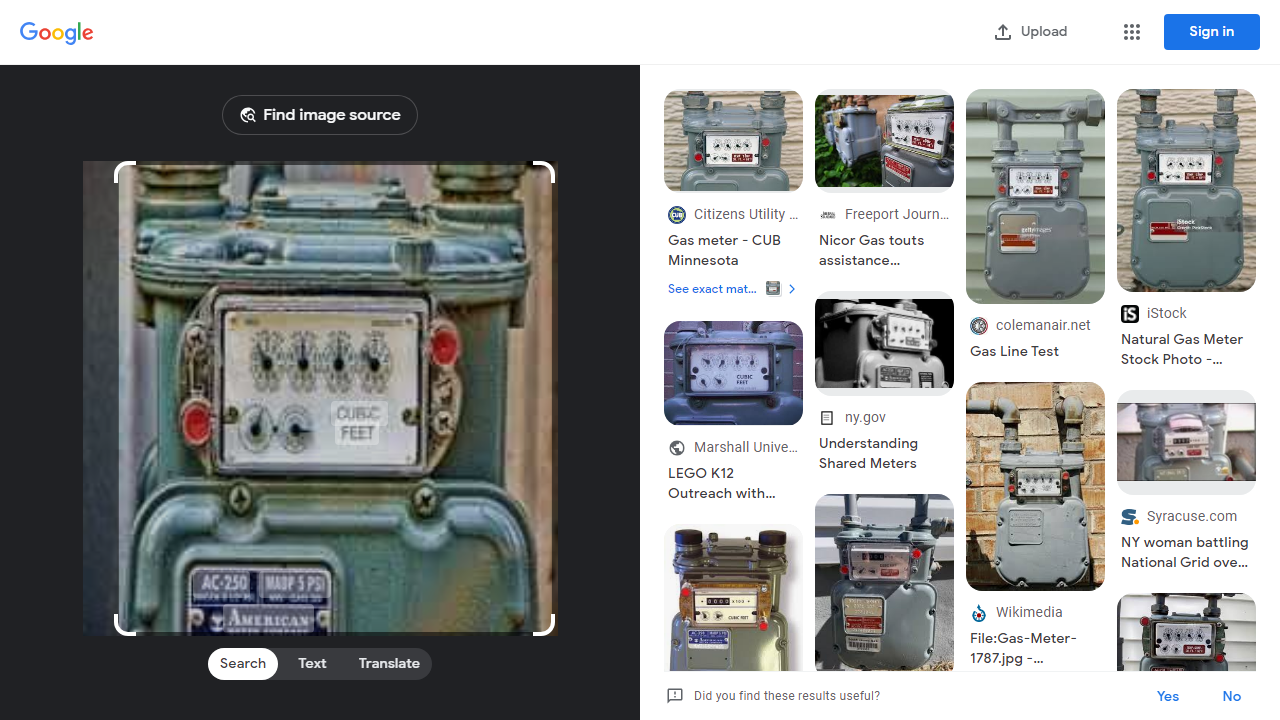 Google
Upload
Sign in
Find image source
CUBIC
FEET
AC-250
MAOP 5 PSI
AMERICAN
Search
Text
Translate
Citizens Utility ...
Gas meter - CUB
Minnesota
See exact mat...
Marshall Unive...
LEGO K12
Outreach with...
Freeport Journ...
Nicor Gas touts
assistance...
ny.gov
Understanding
Shared Meters
colemanair.net
Gas Line Test
Wikimedia
File:Gas-Meter-
1787.jpg -...
iStock
Natural Gas Meter
Stock Photo -...
Syracuse.com
NY woman battling
National Grid ove...
Did you find these results useful?
Yes
No